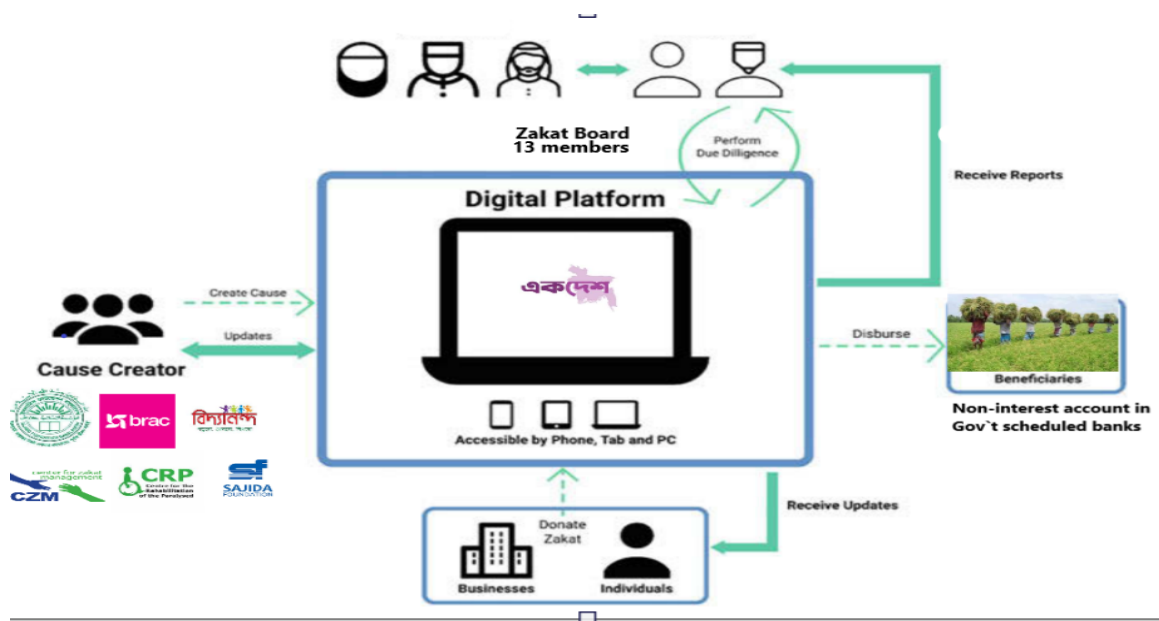 Zakat Board
13 members
Perform
Due Dilligence
Receive Reports
Digital Platform
একদেশ
Create Cause
Updates
Cause Creator
brac
বিদ্যানন্দ
center for zakat
management
CZM
CRP
Centre for the
Rehabilitation
of the Paralysed
SAJIDA
FOUNDATION
Accessible by Phone, Tab and PC
Disburse
Beneficiaries
Non-interest account in
Gov`t scheduled banks
Receive Updates
Donate
Zakat
Businesses
Individuals